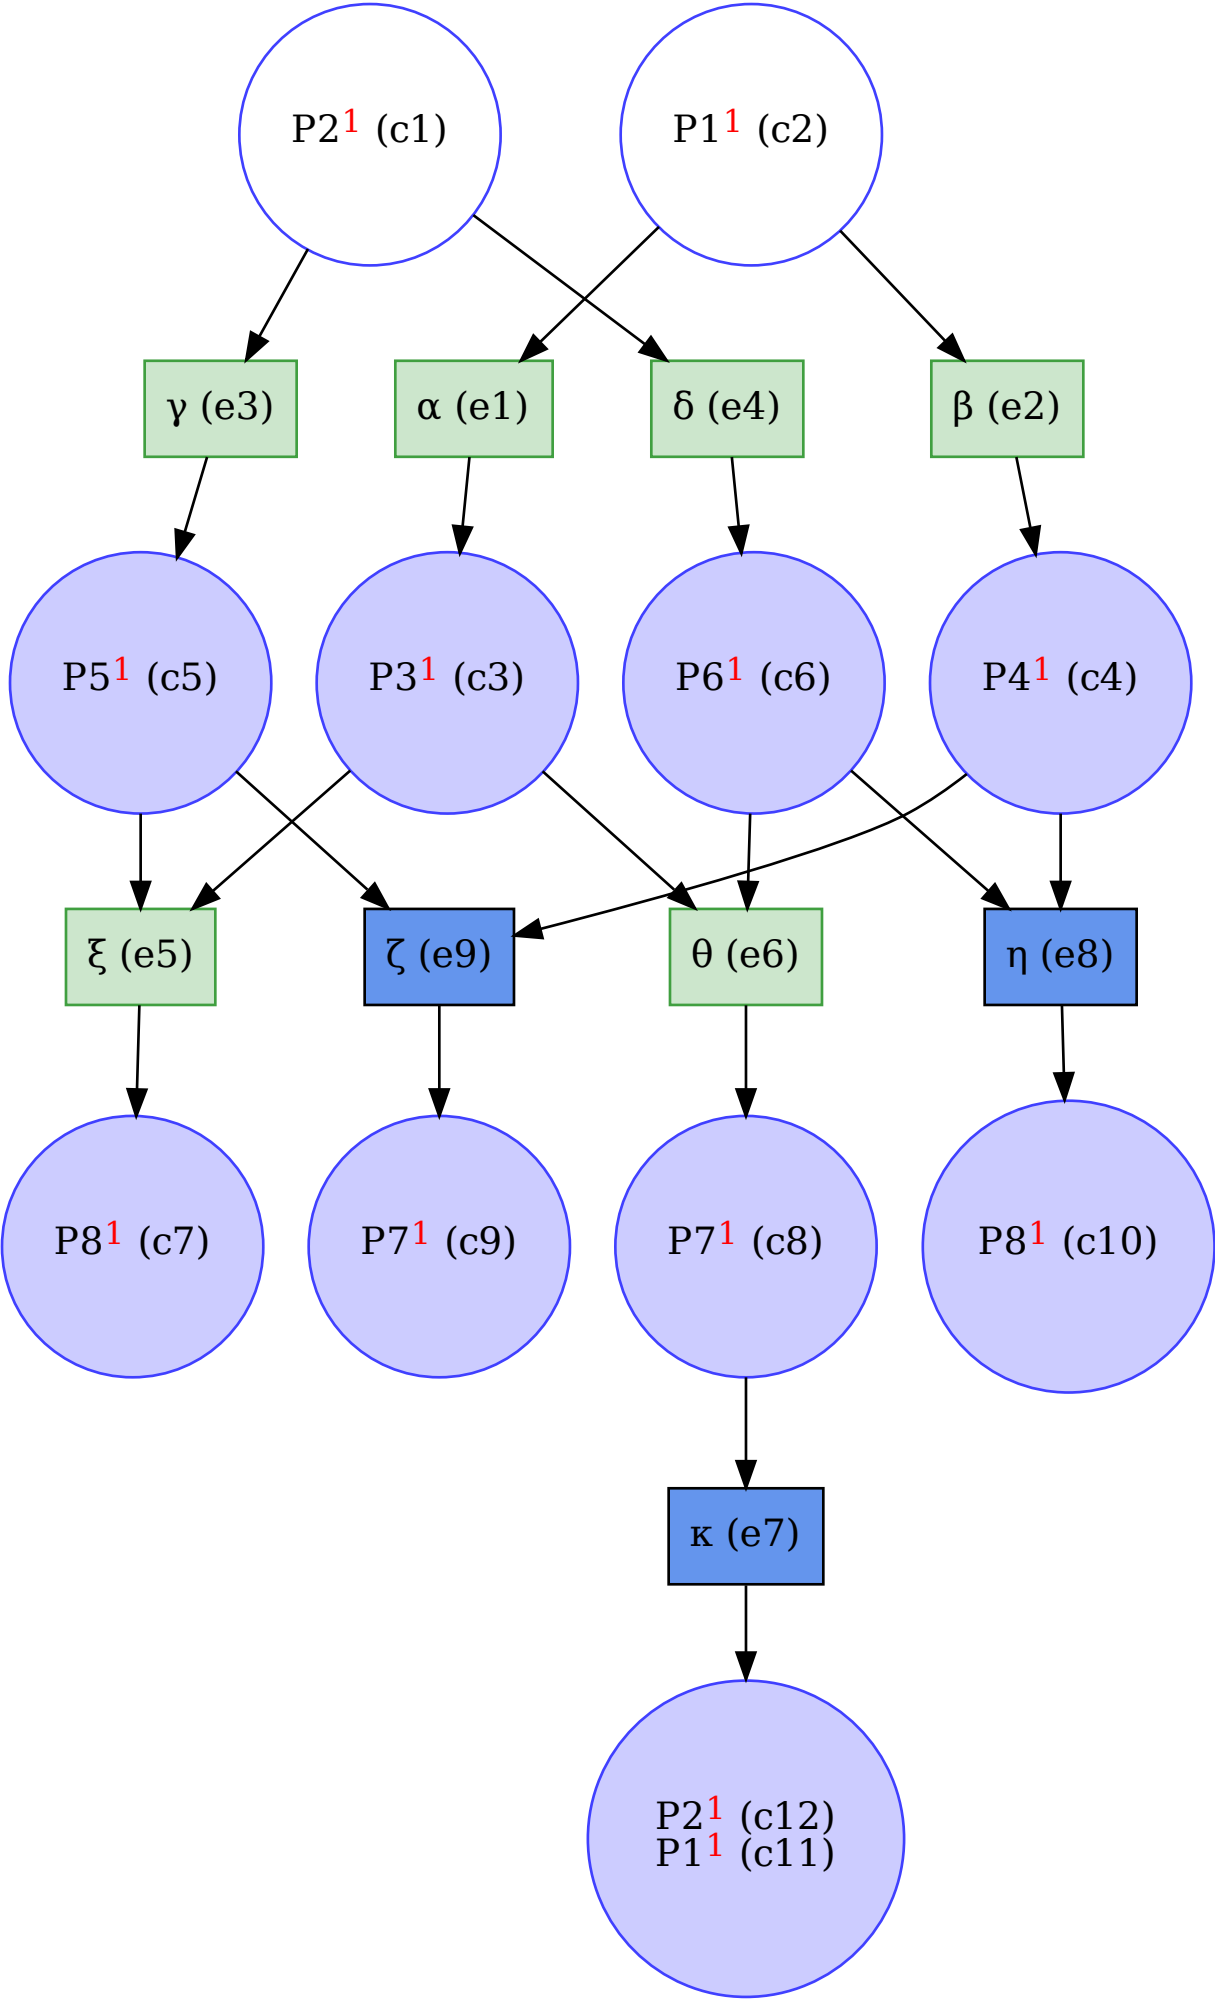 P2¹ (c1)
P1¹ (c2)
γ (e3)
α (e1)
δ (e4)
β (e2)
P5¹ (c5)
P3¹ (c3)
P6¹ (c6)
P4¹ (c4)
ξ (e5)
ζ (e9)
θ (e6)
η (e8)
P8¹ (c7)
P7¹ (c9)
P7¹ (c8)
P8¹ (c10)
κ (e7)
P2¹ (c12)
P1¹ (c11)